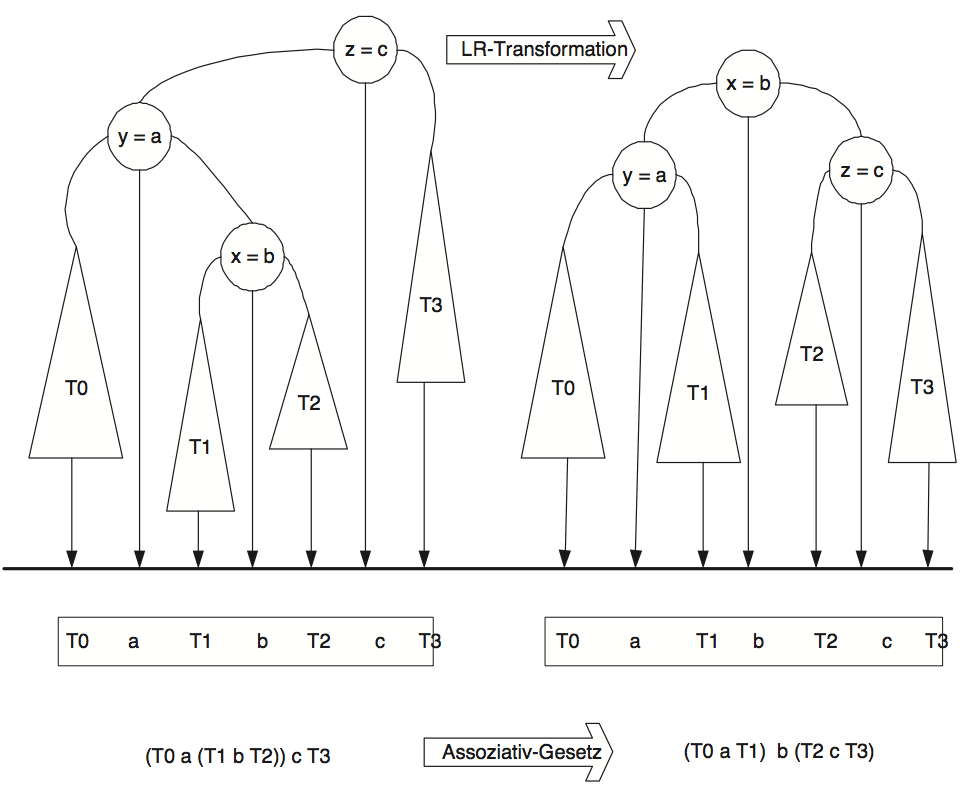 z = c
LR-Transformation
x = b
y = a
y = a
z = c
x = b
T3
T0
T2
T1
T0
T1
T2
T3
T0 a T1 b T2 c T3
T0 a T1 b T2 c T3
(T0 a (T1 b T2)) c T3
Assoziativ-Gesetz
(T0 a T1) b (T2 c T3)